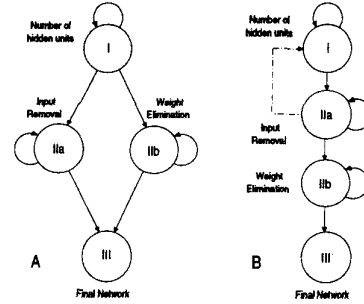 Number of
hidden units
I
Input
Removal
Weight
Elimination
IIa
IIb
III
A
Final Network
Number of
hidden units
I
IIa
Input
Removal
Weight
Elimination
IIb
III
B
Final Network